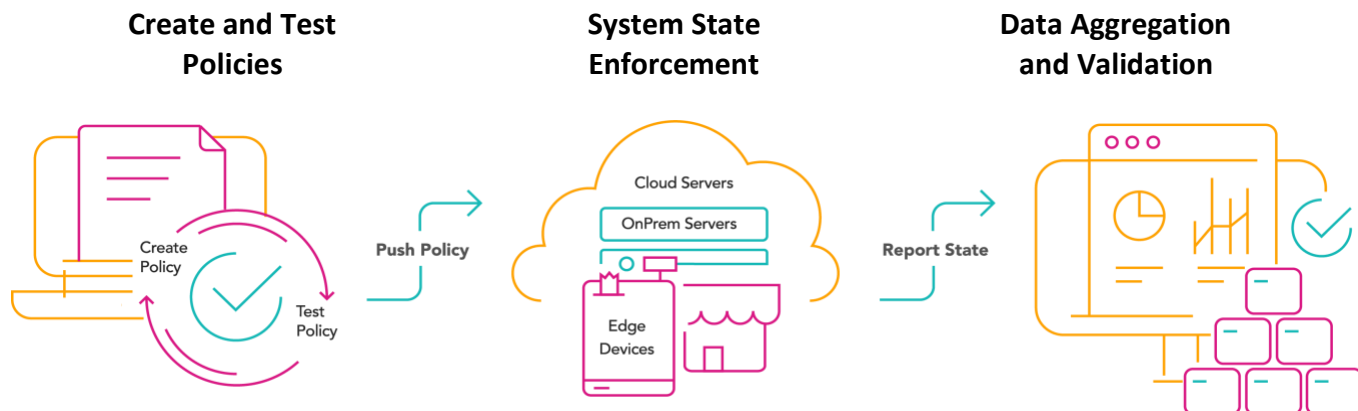 Create and Test
Policies
System State
Enforcement
Data Aggregation
and Validation
Create
Policy
Test
Policy
Push Policy
Cloud Servers
OnPrem Servers
Edge
Devices
Report State